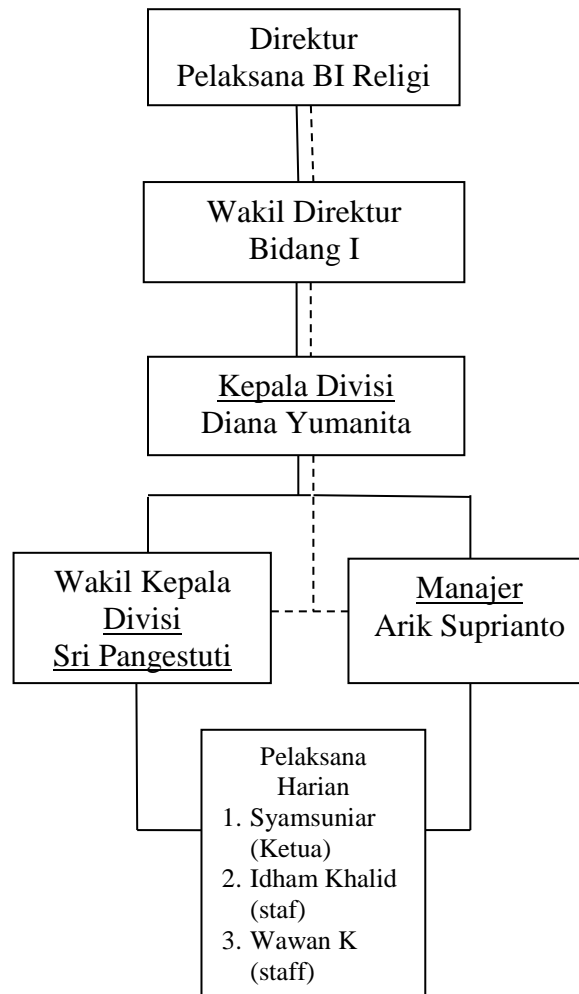 Direktur
Pelaksana BI Religi
Wakil Direktur
Bidang I
Kepala Divisi
Diana Yumanita
Wakil Kepala
Divisi
Sri Pangestuti
Manajer
Arik Suprianto
Pelaksana
Harian
1. Syamsuniar
(Ketua)
2. Idham Khalid
(staf)
3. Wawan K
(staff)